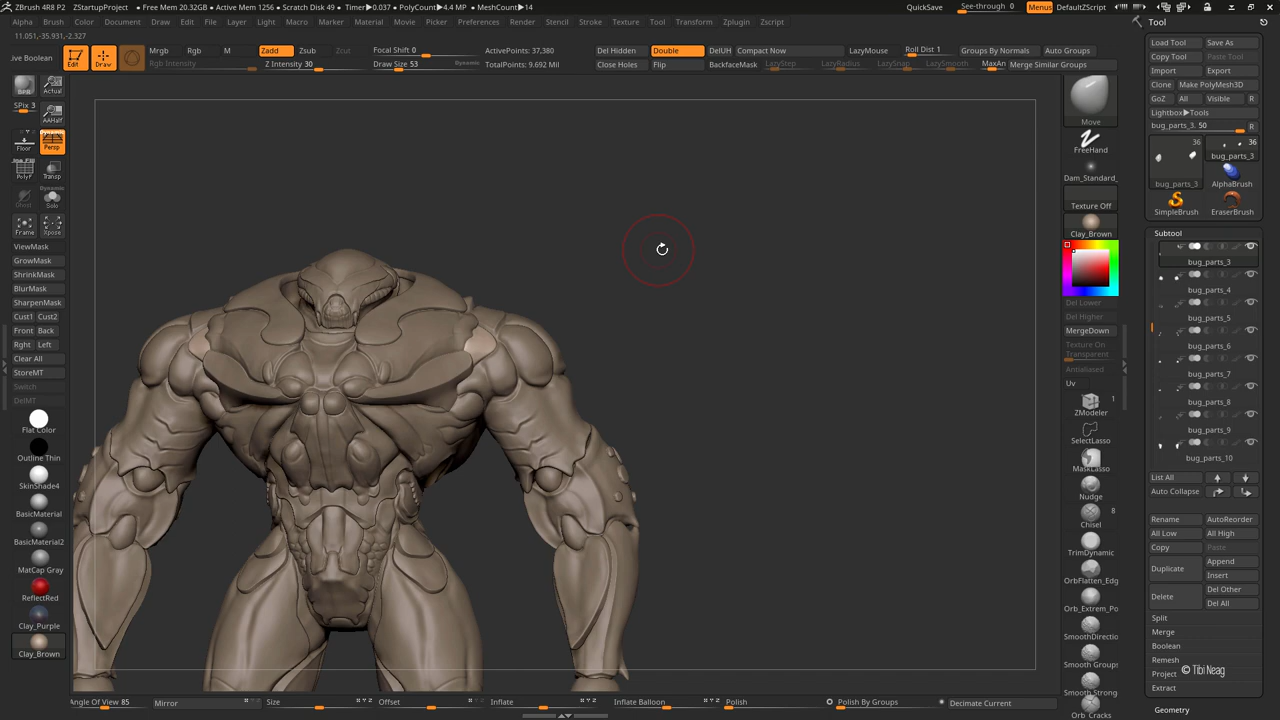 ZBrush 4R8 P2 ZStartupProject • Free Mem 20.32GB • Active Mem 1256 • Scratch Disk 49 • Timer▶0.037 • PolyCount▶4.4 MP • MeshCount▶14 QuickSave See-through 0 Menus DefaultZScript
Alpha Brush Color Document Draw Edit File Layer Light Macro Marker Material Movie Picker Preferences Render Stencil Stroke Texture Tool Transform Zplugin Zscript Tool
11.051,-35.931,-2.327
ive Boolean Edit Draw Mrgb Rgb M Zadd Zsub Zcut Focal Shift 0 ActivePoints: 37,380 Del Hidden Double DelUH Compact Now LazyMouse Roll Dist 1 Groups By Normals Auto Groups
Rgb Intensity Z Intensity 30 Draw Size 53 Dynamic TotalPoints: 9.692 Mil Close Holes Flip BackfaceMask LazyStep LazyRadius LazySnap LazySmooth MaxAn Merge Similar Groups
BPR Actual
SPix 3 AAHalf
Dynamic
Floor Persp
PolyF Transp
Dynamic
Ghost Solo
Frame Xpose
ViewMask
GrowMask
ShrinkMask
BlurMask
SharpenMask
Cust1 Cust2
Front Back
Rght Left
Clear All
StoreMT
Switch
DelMT
Flat Color
Outline Thin
SkinShade4
BasicMaterial
BasicMaterial2
MatCap Gray
ReflectRed
Clay_Purple
Clay_Brown
Move
FreeHand
Dam_Standard_
Texture Off
Clay_Brown
Del Lower
Del Higher
MergeDown
Texture On
Transparent
Antialiased
Uv
1
ZModeler
SelectLasso
MaskLasso
Nudge
8
Chisel
TrimDynamic
OrbFlatten_Edg
Orb_Extrem_Po
SmoothDirectio
Smooth Groups
Smooth Strong
Orb_Cracks
Load Tool Save As
Copy Tool Paste Tool
Import Export
Clone Make PolyMesh3D
GoZ All Visible R
Lightbox▶Tools
bug_parts_3. 50 R
36 36
bug_parts_3
bug_parts_3 AlphaBrush
SimpleBrush EraserBrush
Subtool
bug_parts_3
bug_parts_4
bug_parts_5
bug_parts_6
bug_parts_7
bug_parts_8
bug_parts_9
bug_parts_10
List All
Auto Collapse
Rename AutoReorder
All Low All High
Copy Paste
Duplicate Append
Insert
Delete Del Other
Del All
Split
Merge
Boolean
Remesh
Project
© Tibi Neag
Extract
Geometry
Angle Of View 85 Mirror Size Offset Inflate Inflate Balloon Polish Polish By Groups Decimate Current